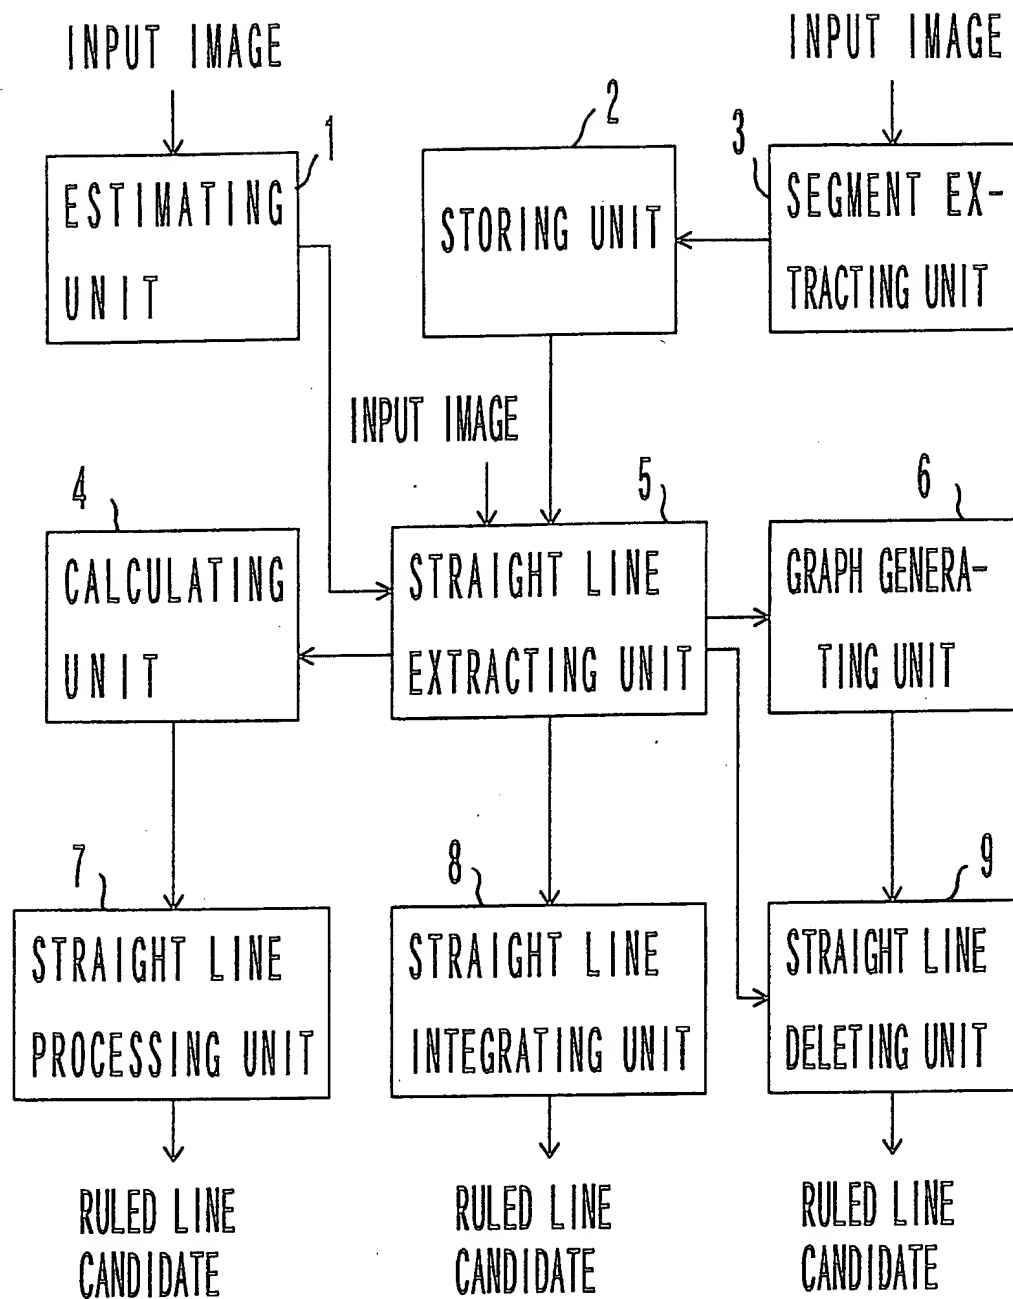 INPUT IMAGE
INPUT IMAGE
1
2
3
ESTIMATING
UNIT
STORING UNIT
SEGMENT EX-
TRACTING UNIT
INPUT IMAGE
4
5
6
CALCULATING
UNIT
STRAIGHT LINE
EXTRACTING UNIT
GRAPH GENERA-
TING UNIT
7
8
9
STRAIGHT LINE
PROCESSING UNIT
STRAIGHT LINE
INTEGRATING UNIT
STRAIGHT LINE
DELETING UNIT
RULED LINE
CANDIDATE
RULED LINE
CANDIDATE
RULED LINE
CANDIDATE